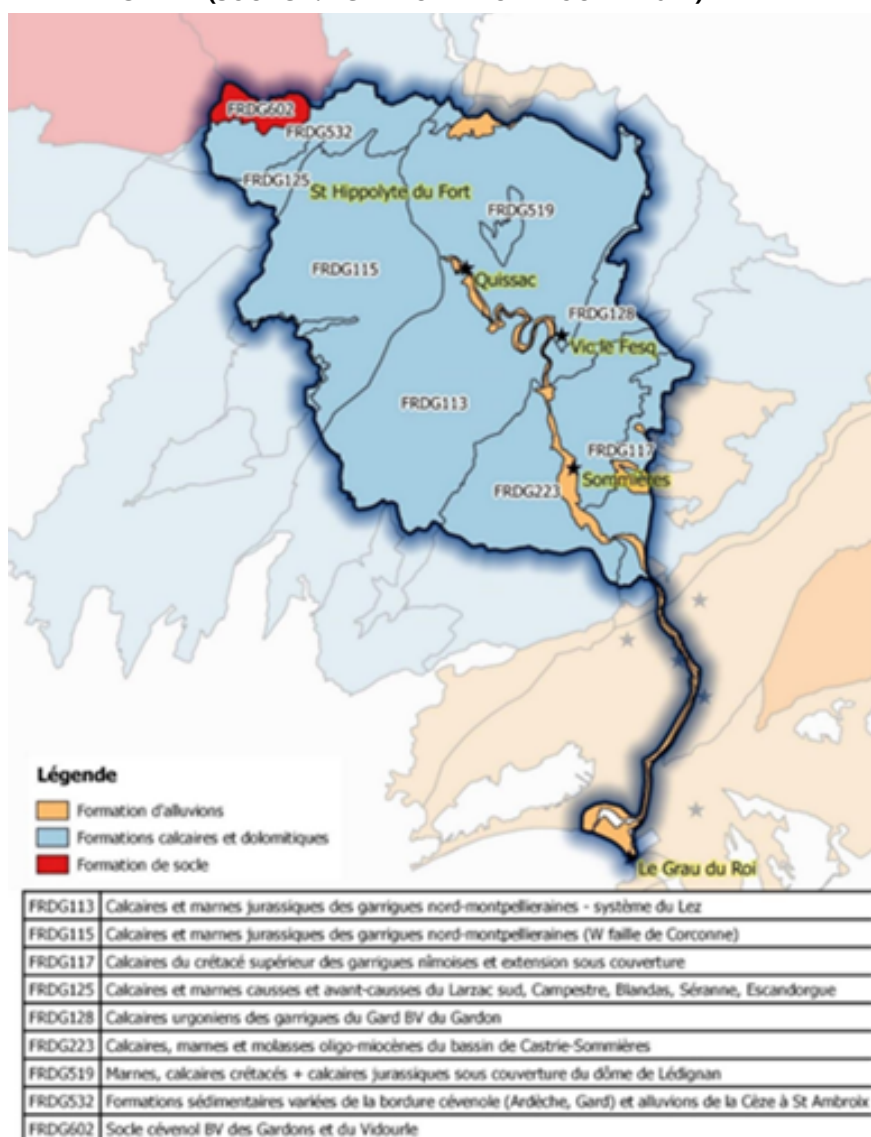 FRDG602
FRDG532
FRDG125
St Hippolyte du Fort
FRDG519
FRDG115
Quissac
FRDG128
Vic le Fesq
FRDG113
FRDG117
Sommières
FRDG223
Légende
Formation d'alluvions
Formations calcaires et dolomitiques
Formation de socle
Le Grau du Roi
FRDG113 Calcaires et marnes jurassiques des garrigues nord-montpellieraines - système du Lez
FRDG115 Calcaires et marnes jurassiques des garrigues nord-montpellieraines (W faille de Corconne)
FRDG117 Calcaires du crétacé supérieur des garrigues nîmoises et extension sous couverture
FRDG125 Calcaires et marnes causses et avant-causses du Larzac sud, Campestre, Blandas, Séranne, Escandorgue
FRDG128 Calcaires urgoniens des garrigues du Gard BV du Gardon
FRDG223 Calcaires, marnes et molasses oligo-miocènes du bassin de Castrie-Sommières
FRDG519 Marnes, calcaires crétacés + calcaires jurassiques sous couverture du dôme de Lédignan
FRDG532 Formations sédimentaires variées de la bordure cévenole (Ardèche, Gard) et alluvions de la Cèze à St Ambroix
FRDG602 Socle cévenol BV des Gardons et du Vidourle